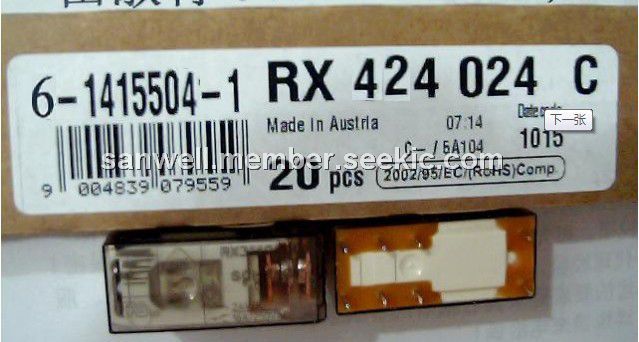 6-1415504-1 RX 424 024 C
Made In Austria 07:14 Date code
下一张
/ 5A104 1015
sanwell.member.seekic.com
9 004839 079559
20 pcs 2002/95/EC/(RoHS)Comp.